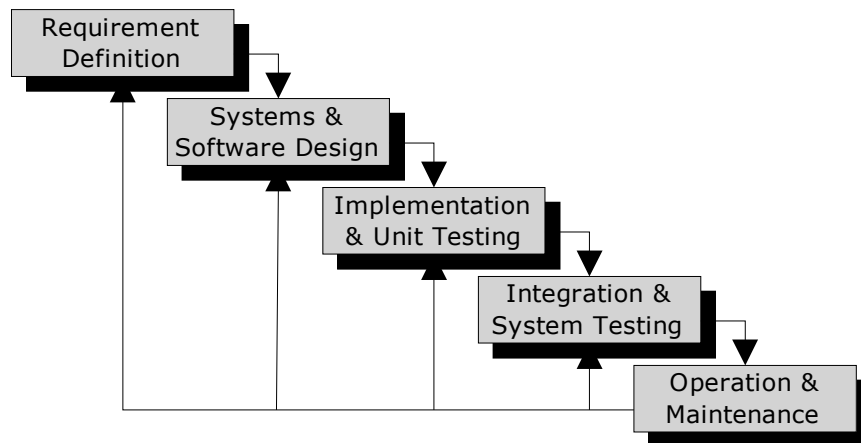 Requirement
Definition
Systems &
Software Design
Implementation
& Unit Testing
Integration &
System Testing
Operation &
Maintenance